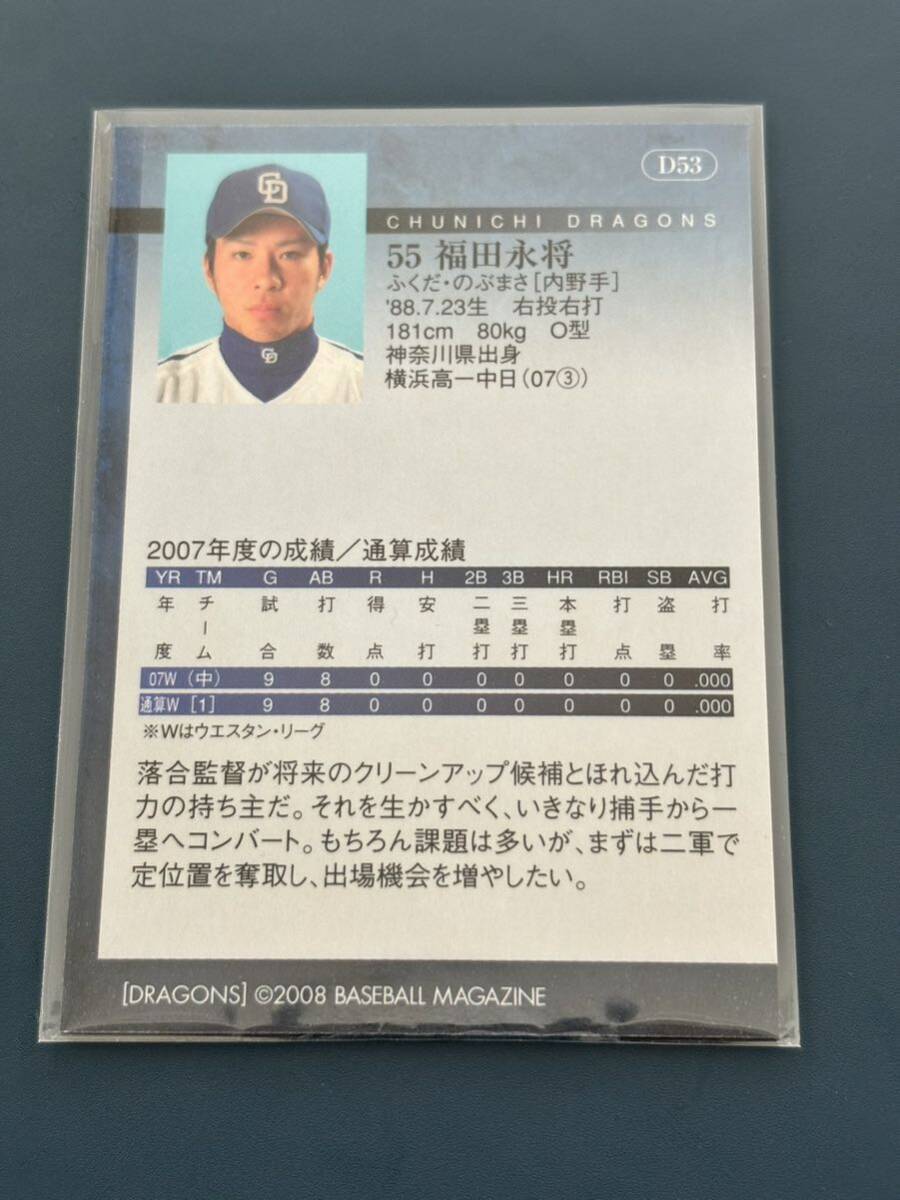 D53
CHUNICHI DRAGONS
55 福田永将
ふくだ・のぶまさ[内野手]
'88.7.23生 右投右打
181cm 80kg O型
神奈川県出身
横浜高ー中日(07③)
2007年度の成績／通算成績
YR TM G AB R H 2B 3B HR RBI SB AVG
年度 チーム 試合 打数 得点 安打 二塁打 三塁打 本塁打 打点 盗塁 打率
07W (中) 9 8 0 0 0 0 0 0 0 .000
通算W [1] 9 8 0 0 0 0 0 0 0 .000
※Wはウエスタン・リーグ
落合監督が将来のクリーンアップ候補とほれ込んだ打
力の持ち主だ。それを生かすべく、いきなり捕手から一
塁へコンバート。もちろん課題は多いが、まずは二軍で
定位置を奪取し、出場機会を増やしたい。
[DRAGONS] ©2008 BASEBALL MAGAZINE